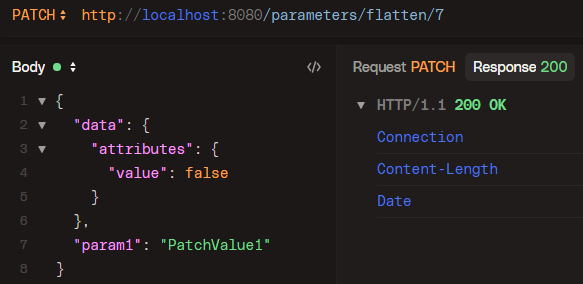 PATCH http://localhost:8080/parameters/flatten/7
Body
1 {
2 "data": {
3 "attributes": {
4 "value": false
5 }
6 },
7 "param1": "PatchValue1"
8 }
Request PATCH Response 200
HTTP/1.1 200 OK
Connection
Content-Length
Date